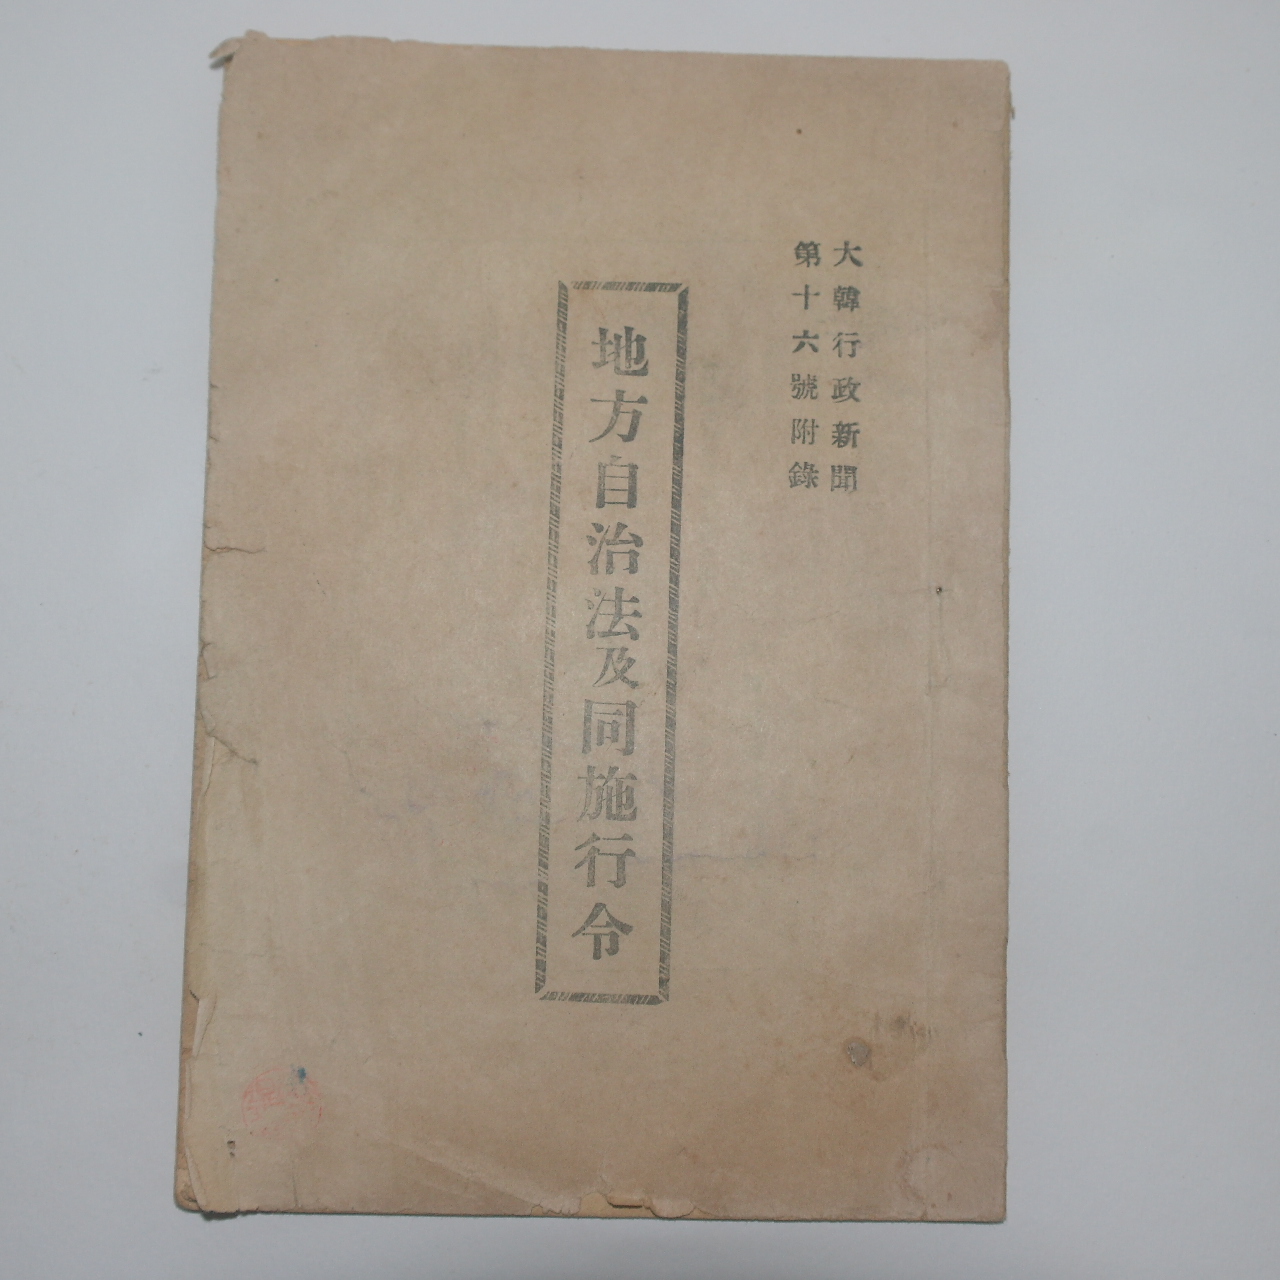 大韓行政新聞
第十六號附錄
地方自治法及同施行令